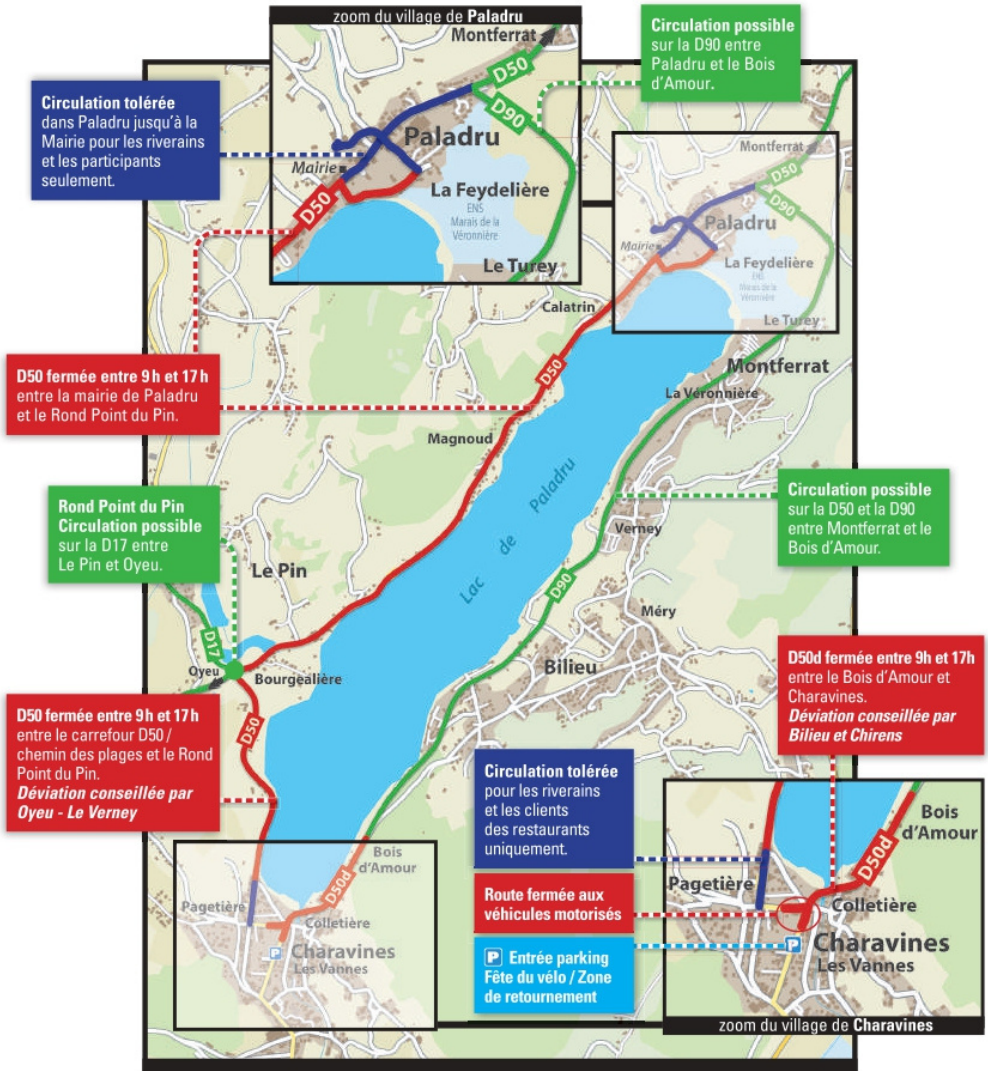 zoom du village de Paladru
Montferrat
D50
D90
Paladru
Mairie
D50
La Feydelière
ENS
Marais de la
Véronnière
Le Turey
Circulation possible
sur la D90 entre
Paladru et le Bois
d'Amour.
Circulation tolérée
dans Paladru jusqu'à la
Mairie pour les riverains
et les participants
seulement.
Montferrat
D50
D90
Paladru
Mairie
La Feydelière
ENS
Marais de la
Véronnière
Le Turey
Calatrin
D50 fermée entre 9h et 17h
entre la mairie de Paladru
et le Rond Point du Pin.
D50
Montferrat
La Véronnière
Magnoud
Rond Point du Pin
Circulation possible
sur la D17 entre
Le Pin et Oyeu.
Circulation possible
sur la D50 et la D90
entre Montferrat et le
Bois d'Amour.
Lac de Paladru
Verney
Le Pin
D90
Méry
D17
Oyeu
Bourgealière
Bilieu
D50d fermée entre 9h et 17h
entre le Bois d'Amour et
Charavines.
Déviation conseillée par
Bilieu et Chirens
D50 fermée entre 9h et 17h
entre le carrefour D50 /
chemin des plages et le Rond
Point du Pin.
Déviation conseillée par
Oyeu - Le Verney
D50
Circulation tolérée
pour les riverains
et les clients
des restaurants
uniquement.
Route fermée aux
véhicules motorisés
P Entrée parking
Fête du vélo / Zone
de retournement
Bois
d'Amour
D50d
Pagetière
Colletière
P
Charavines
Les Vannes
Bois
d'Amour
D50d
Pagetière
Colletière
P
Charavines
Les Vannes
zoom du village de Charavines